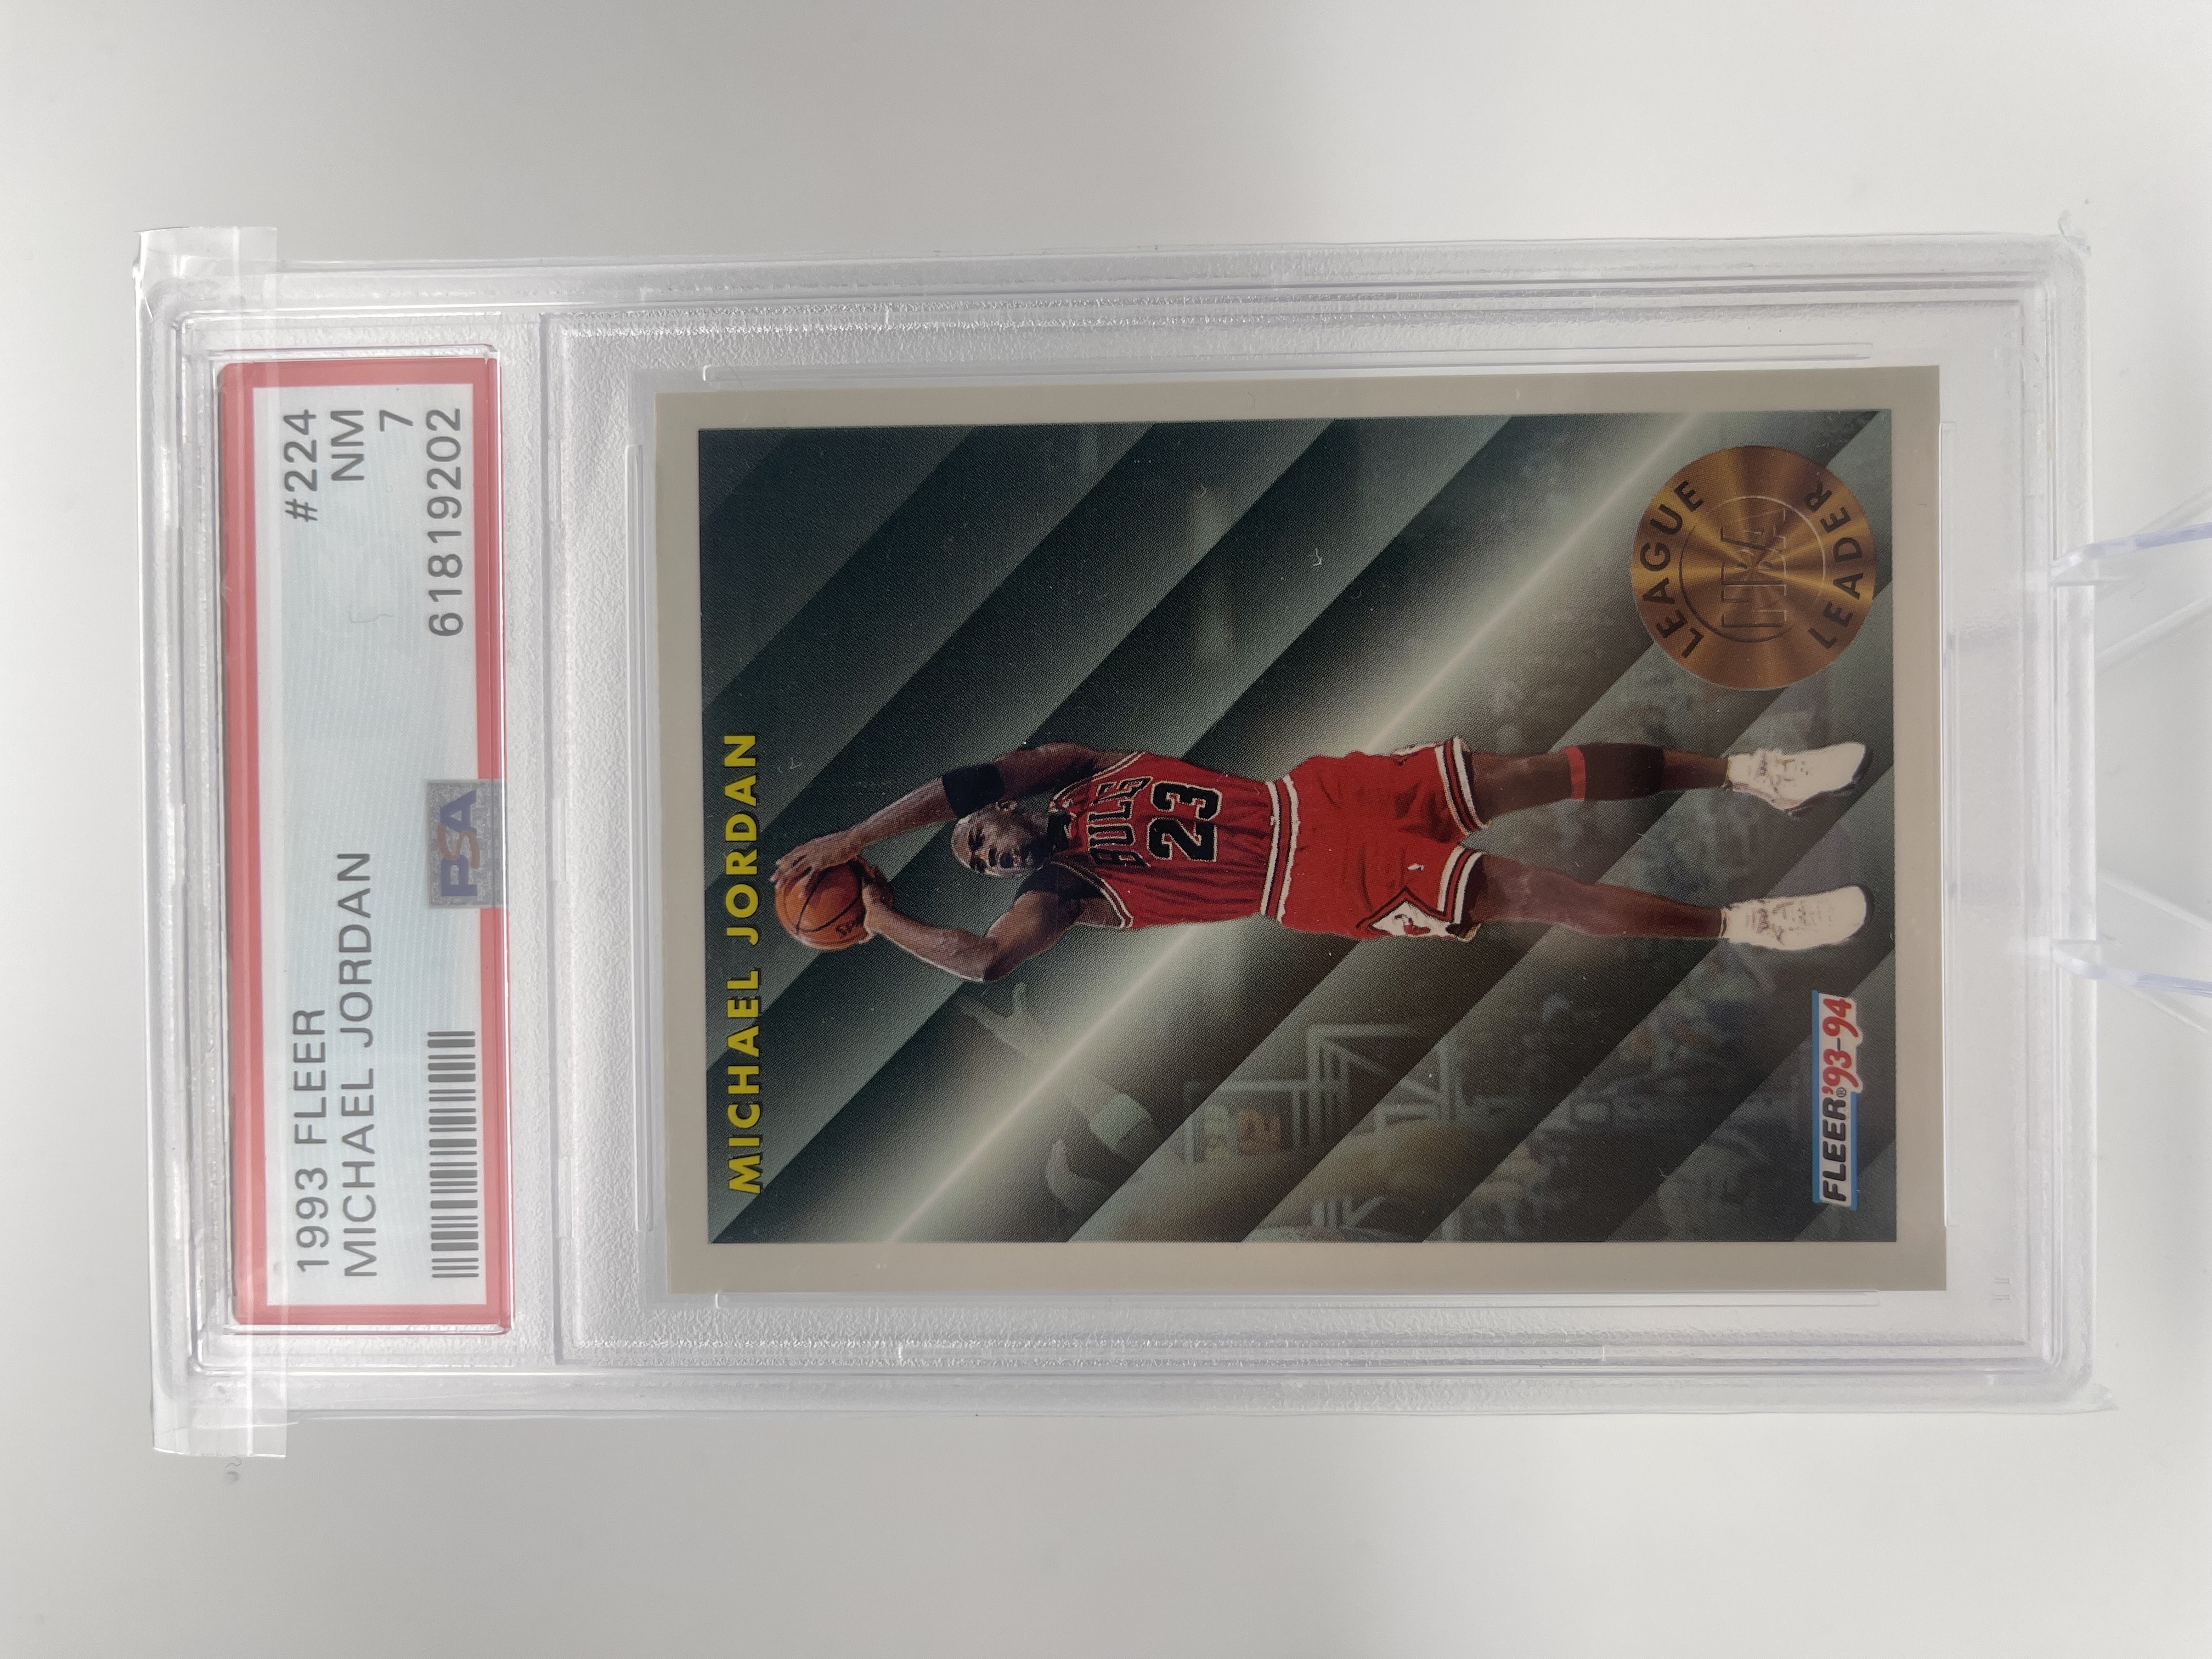 1993 FLEER #224
MICHAEL JORDAN NM
7
PSA 61819202
MICHAEL JORDAN
BULLS
23
LEAGUE
NBA
LEADER
FLEER® '93-94